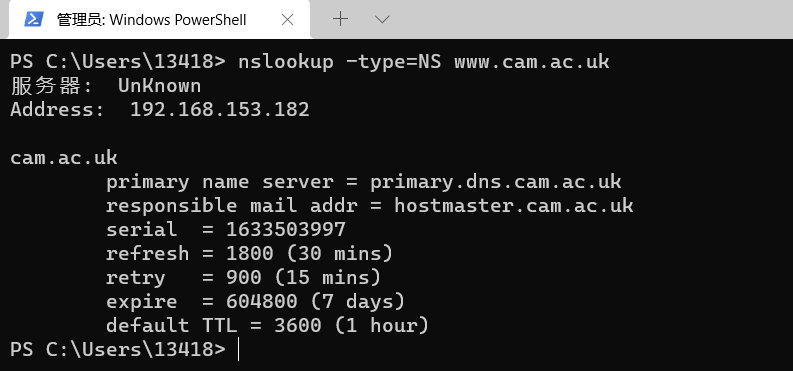 管理员: Windows PowerShell
PS C:\Users\13418> nslookup -type=NS www.cam.ac.uk
服务器:  UnKnown
Address:  192.168.153.182

cam.ac.uk
        primary name server = primary.dns.cam.ac.uk
        responsible mail addr = hostmaster.cam.ac.uk
        serial  = 1633503997
        refresh = 1800 (30 mins)
        retry   = 900 (15 mins)
        expire  = 604800 (7 days)
        default TTL = 3600 (1 hour)
PS C:\Users\13418>